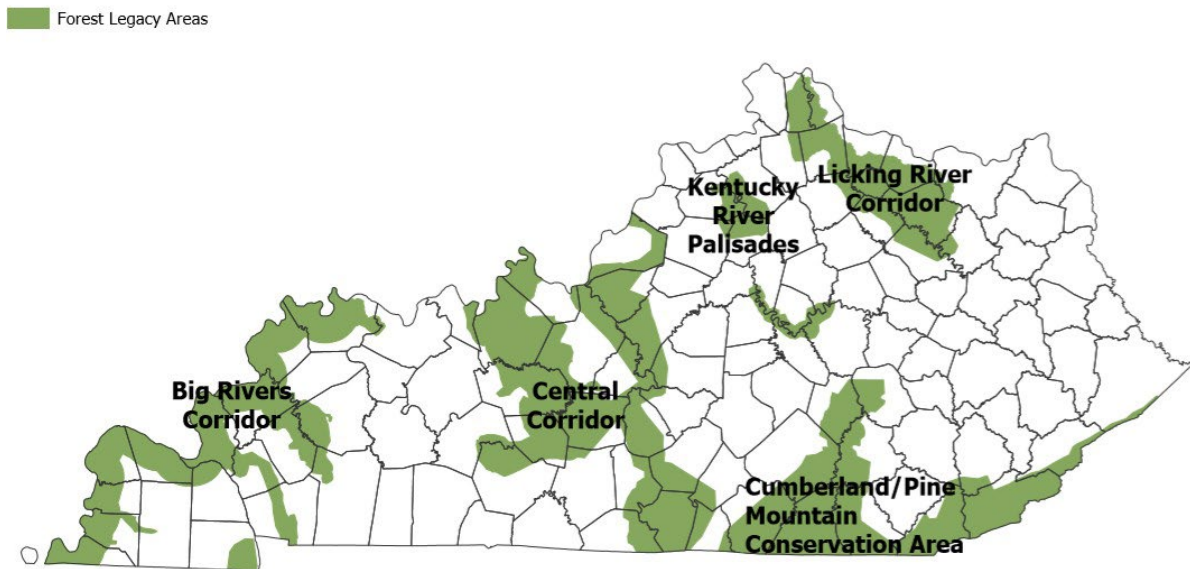 Forest Legacy Areas
Licking River
Corridor
Kentucky
River
Palisades
Big Rivers
Corridor
Central
Corridor
Cumberland/Pine
Mountain
Conservation Area